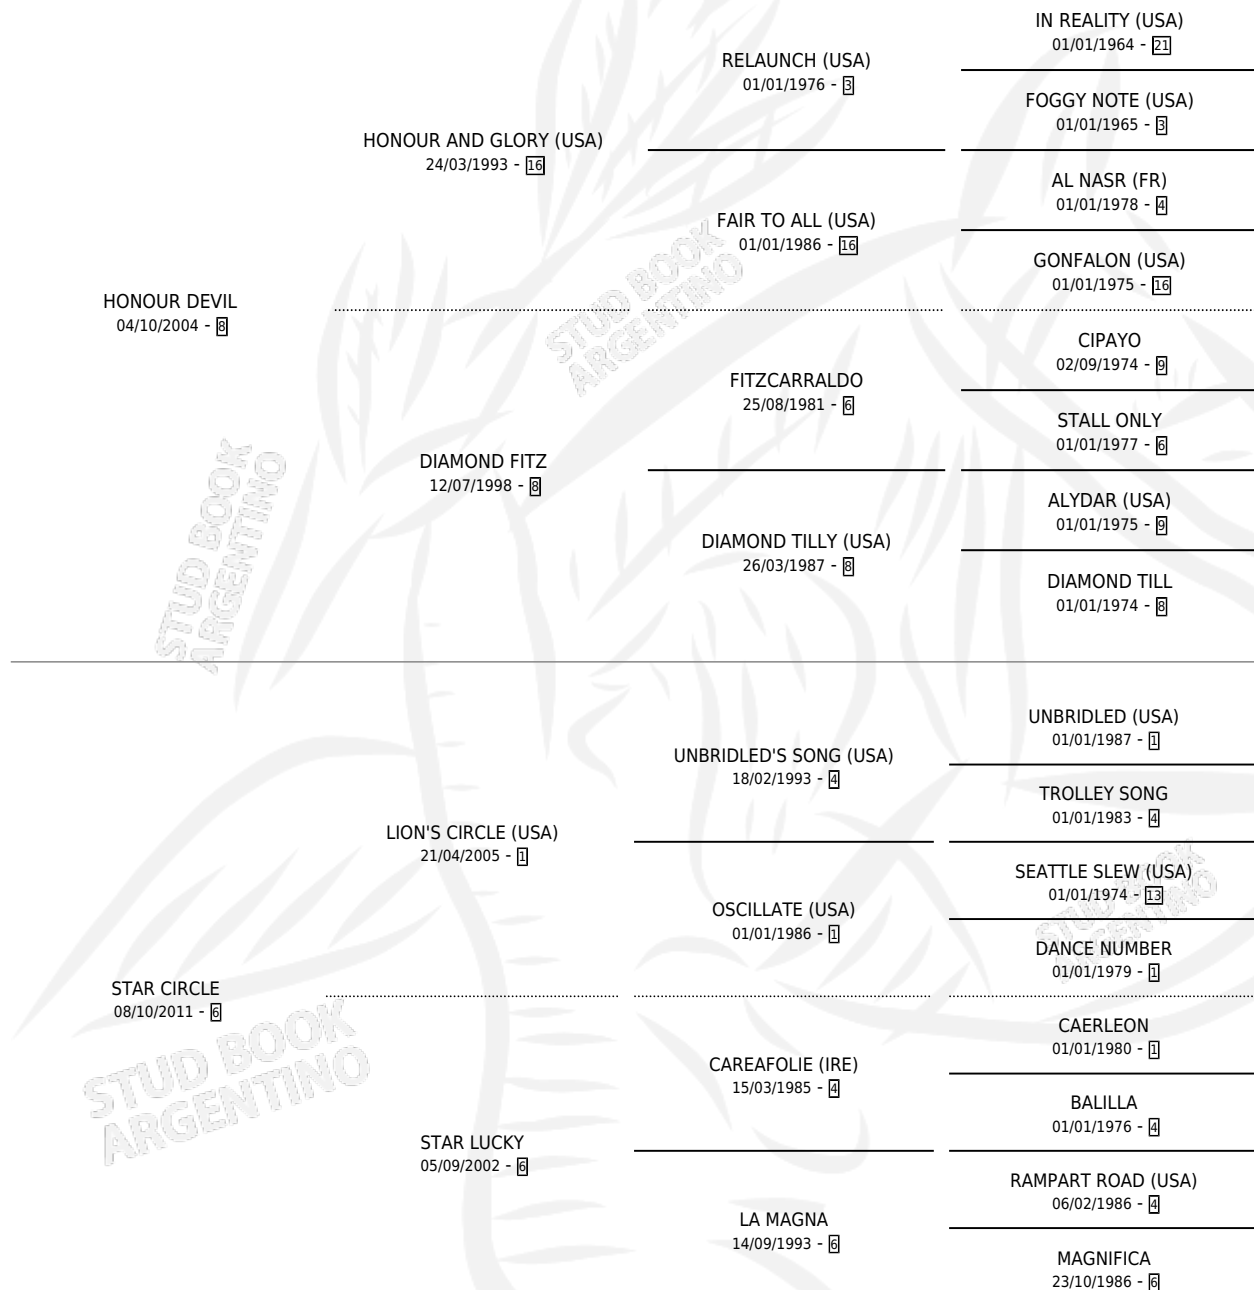 IN REALITY (USA)
01/01/1964 - 21
RELAUNCH (USA)
01/01/1976 - 3
FOGGY NOTE (USA)
01/01/1965 - 3
HONOUR AND GLORY (USA)
24/03/1993 - 16
AL NASR (FR)
01/01/1978 - 4
FAIR TO ALL (USA)
01/01/1986 - 16
GONFALON (USA)
01/01/1975 - 16
HONOUR DEVIL
04/10/2004 - 8
STUD BOOK
ARGENTINO
CIPAYO
02/09/1974 - 9
FITZCARRALDO
25/08/1981 - 6
STALL ONLY
01/01/1977 - 6
DIAMOND FITZ
12/07/1998 - 8
ALYDAR (USA)
01/01/1975 - 9
DIAMOND TILLY (USA)
26/03/1987 - 8
DIAMOND TILL
01/01/1974 - 8
STUD BOOK
ARGENTINO
UNBRIDLED (USA)
01/01/1987 - 1
UNBRIDLED'S SONG (USA)
18/02/1993 - 4
TROLLEY SONG
01/01/1983 - 4
LION'S CIRCLE (USA)
21/04/2005 - 1
SEATTLE SLEW (USA)
01/01/1974 - 13
OSCILLATE (USA)
01/01/1986 - 1
STUD BOOK
ARGENTINO
DANCE NUMBER
01/01/1979 - 1
STAR CIRCLE
08/10/2011 - 6
CAERLEON
01/01/1980 - 1
CAREAFOLIE (IRE)
15/03/1985 - 4
STUD BOOK
ARGENTINO
BALILLA
01/01/1976 - 4
STAR LUCKY
05/09/2002 - 6
RAMPART ROAD (USA)
06/02/1986 - 4
LA MAGNA
14/09/1993 - 6
MAGNIFICA
23/10/1986 - 6